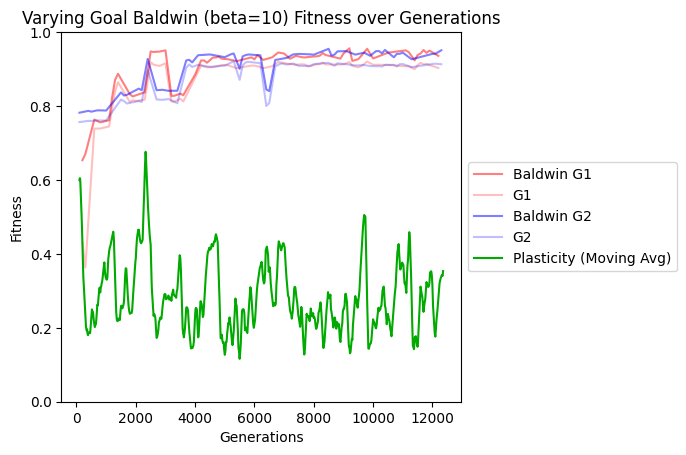 Varying Goal Baldwin (beta=10) Fitness over Generations
1.0
0.8
0.6
0.4
0.2
0.0
Fitness
0
2000
4000
6000
8000
10000
12000
Generations
Baldwin G1
G1
Baldwin G2
G2
Plasticity (Moving Avg)